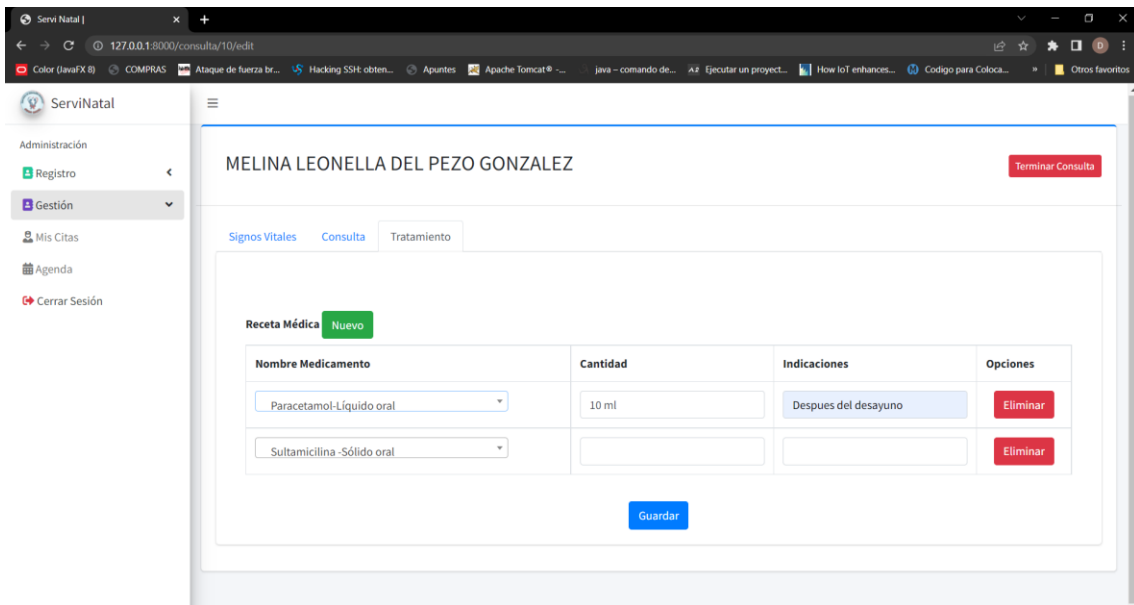 Servi Natal |
127.0.0.1:8000/consulta/10/edit
D
Color (JavaFX 8) COMPRAS Ataque de fuerza br... Hacking SSH: obten... Apuntes Apache Tomcat® -... java – comando de... Ejecutar un proyect... How IoT enhances... Codigo para Coloca... » Otros favoritos
ServiNatal
Administración
Registro
Gestión
Mis Citas
Agenda
Cerrar Sesión
MELINA LEONELLA DEL PEZO GONZALEZ
Terminar Consulta
Signos Vitales Consulta Tratamiento
Receta Médica Nuevo
Nombre Medicamento Cantidad Indicaciones Opciones
Paracetamol-Líquido oral 10 ml Despues del desayuno Eliminar
Sultamicilina -Sólido oral Eliminar
Guardar